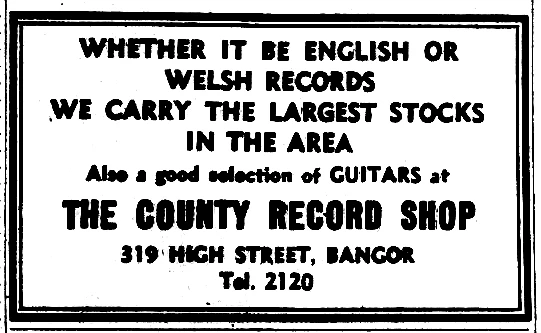 WHETHER IT BE ENGLISH OR
WELSH RECORDS
WE CARRY THE LARGEST STOCKS
IN THE AREA
Also a good selection of GUITARS at
THE COUNTY RECORD SHOP
319 HIGH STREET, BANGOR
Tel. 2120